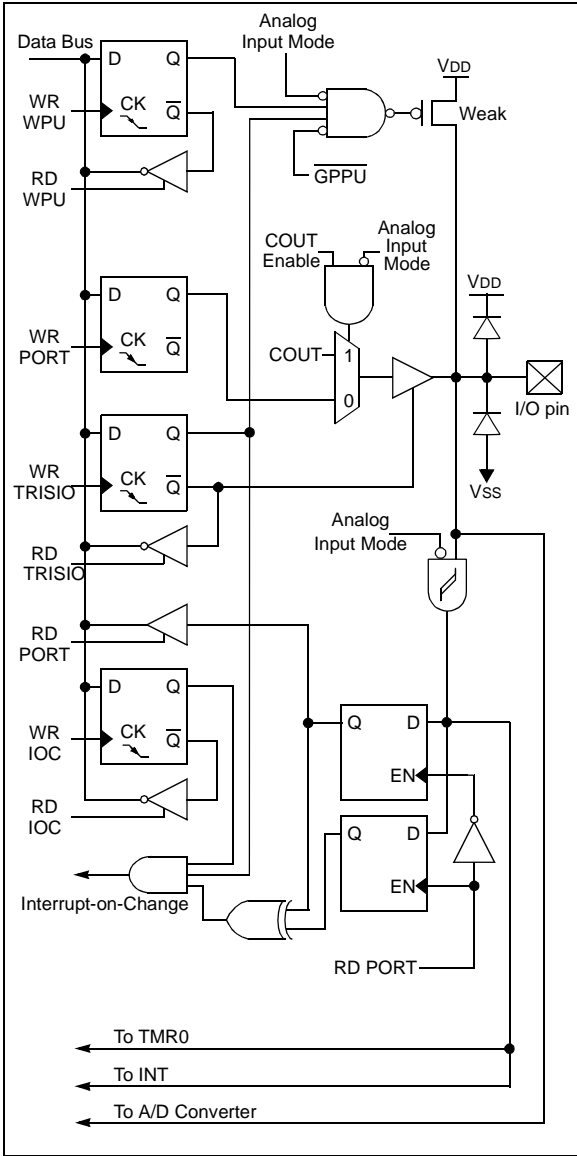 Analog
Input Mode
Data Bus
D Q
WR
WPU
CK
Q
RD
WPU
GPPU
VDD
Weak
COUT
Enable
Analog
Input
Mode
D Q
WR
PORT
CK
Q
COUT
1
0
VDD
I/O pin
VSS
D Q
WR
TRISIO
CK
Q
RD
TRISIO
Analog
Input Mode
RD
PORT
D Q
WR
IOC
CK
Q
RD
IOC
Q D
EN
Q D
EN
Interrupt-on-Change
RD PORT
To TMR0
To INT
To A/D Converter